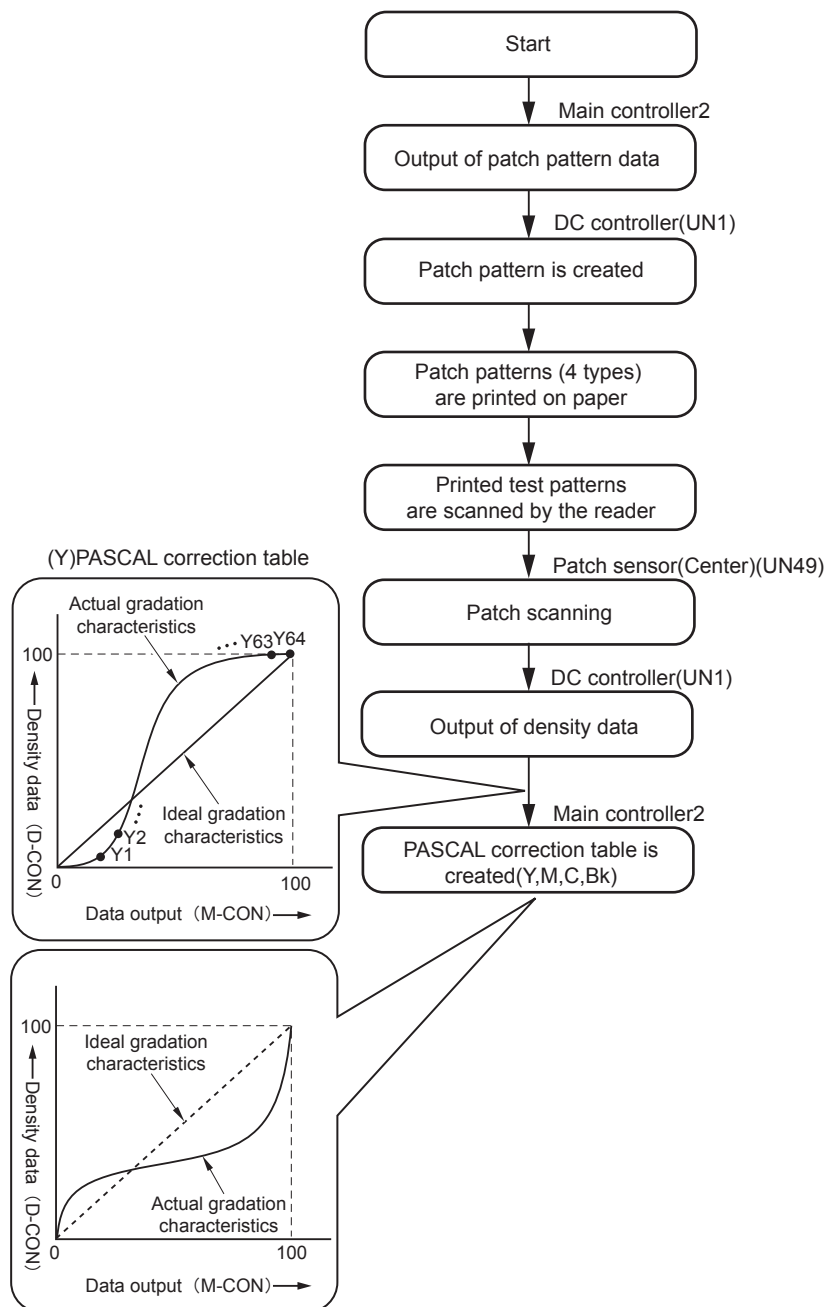 Start
Main controller2
Output of patch pattern data
DC controller(UN1)
Patch pattern is created
Patch patterns (4 types)
are printed on paper
Printed test patterns
are scanned by the reader
Patch sensor(Center)(UN49)
Patch scanning
DC controller(UN1)
Output of density data
Main controller2
PASCAL correction table is
created(Y,M,C,Bk)
(Y)PASCAL correction table
Actual gradation
characteristics
Y63 Y64
100
Density data (D-CON)
Ideal gradation
characteristics
Y2
Y1
0
100
Data output (M-CON)
100
Ideal gradation
characteristics
Density data (D-CON)
Actual gradation
characteristics
0
100
Data output (M-CON)